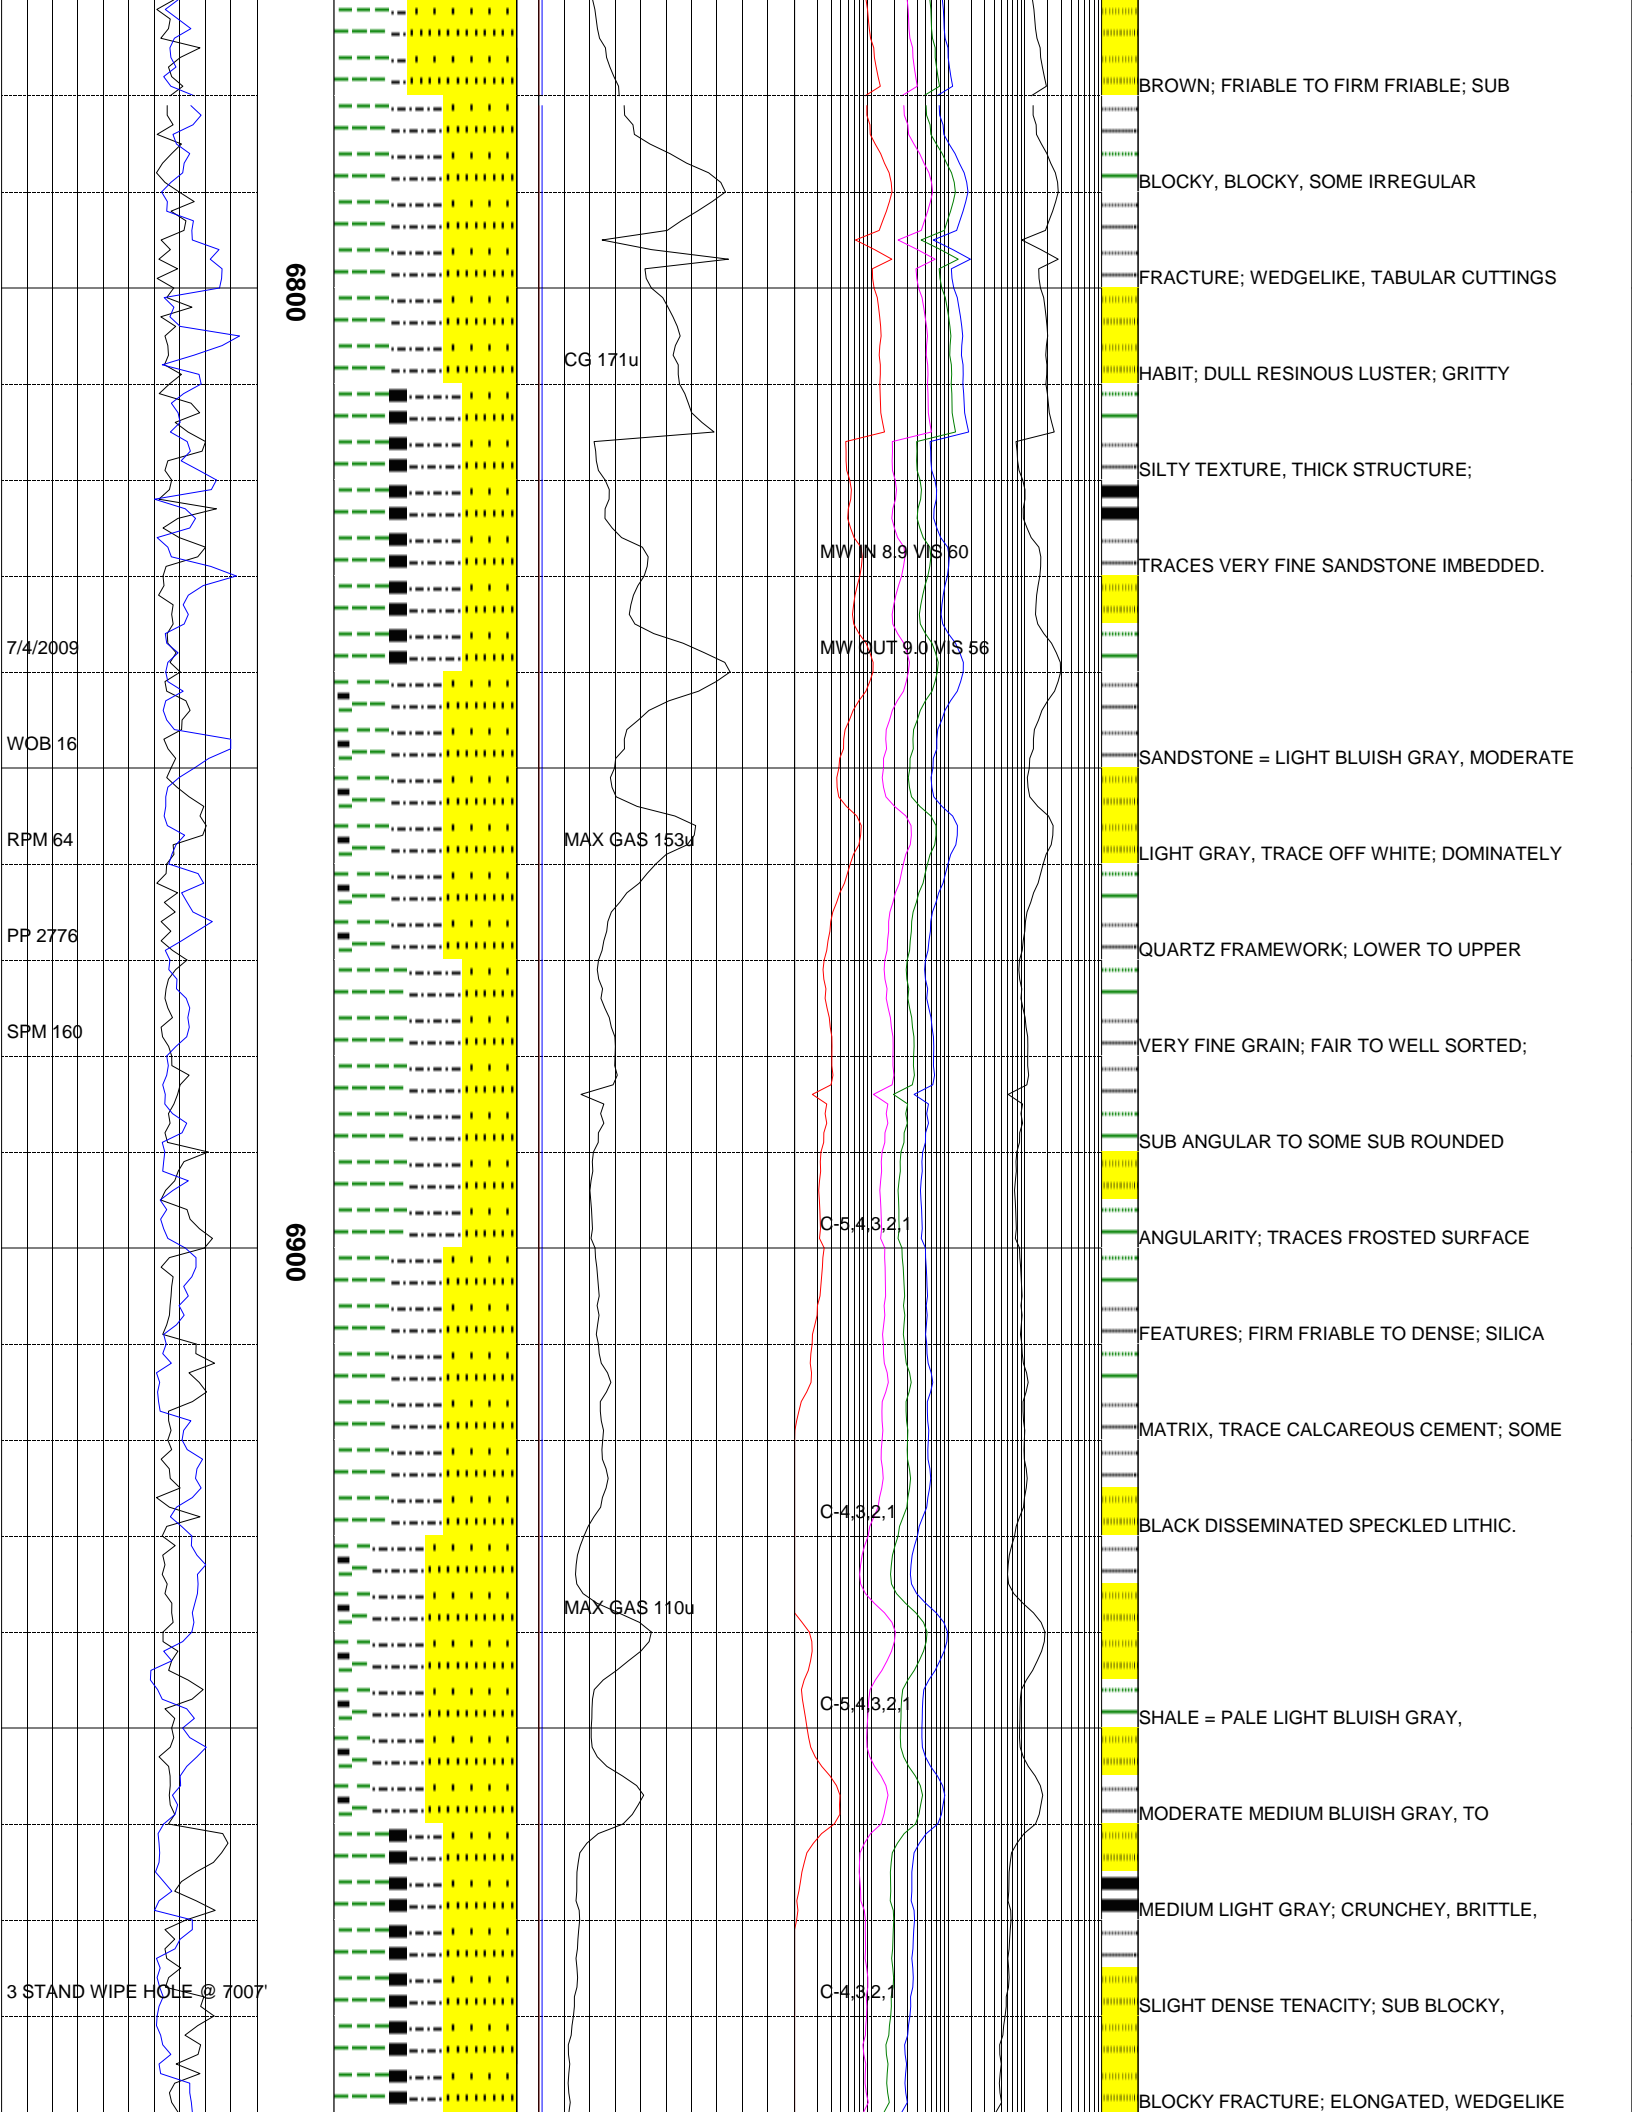 BROWN; FRIABLE TO FIRM FRIABLE; SUB
BLOCKY, BLOCKY, SOME IRREGULAR
6800
FRACTURE; WEDGELIKE, TABULAR CUTTINGS
CG 171u
HABIT; DULL RESINOUS LUSTER; GRITTY
SILTY TEXTURE, THICK STRUCTURE;
MW IN 8.9 VIS 60
TRACES VERY FINE SANDSTONE IMBEDDED.
7/4/2009
MW OUT 9.0 VIS 56
WOB 16
SANDSTONE = LIGHT BLUISH GRAY, MODERATE
RPM 64
MAX GAS 153u
LIGHT GRAY, TRACE OFF WHITE; DOMINATELY
PP 2776
QUARTZ FRAMEWORK; LOWER TO UPPER
SPM 160
VERY FINE GRAIN; FAIR TO WELL SORTED;
SUB ANGULAR TO SOME SUB ROUNDED
6900
C-5,4,3,2,1
ANGULARITY; TRACES FROSTED SURFACE
FEATURES; FIRM FRIABLE TO DENSE; SILICA
MATRIX, TRACE CALCAREOUS CEMENT; SOME
C-4,3,2,1
BLACK DISSEMINATED SPECKLED LITHIC.
MAX GAS 110u
C-5,4,3,2,1
SHALE = PALE LIGHT BLUISH GRAY,
MODERATE MEDIUM BLUISH GRAY, TO
MEDIUM LIGHT GRAY; CRUNCHEY, BRITTLE,
3 STAND WIPE HOLE @ 7007'
C-4,3,2,1
SLIGHT DENSE TENACITY; SUB BLOCKY,
BLOCKY FRACTURE; ELONGATED, WEDGELIKE